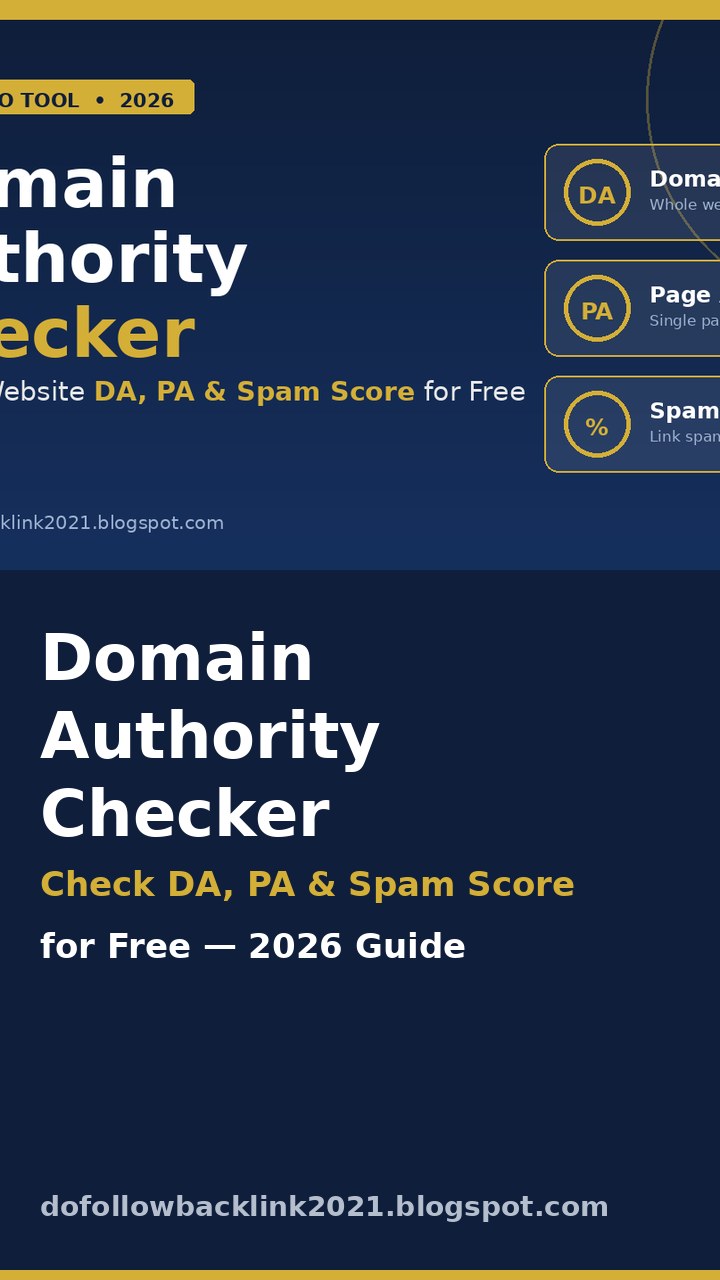 O TOOL • 2026
main
thority
ecker
Website DA, PA & Spam Score for Free
klink2021.blogspot.com
DA
Doma
Whole we
PA
Page
Single pa
%
Spam
Link span
Domain
Authority
Checker
Check DA, PA & Spam Score
for Free — 2026 Guide
dofollowbacklink2021.blogspot.com